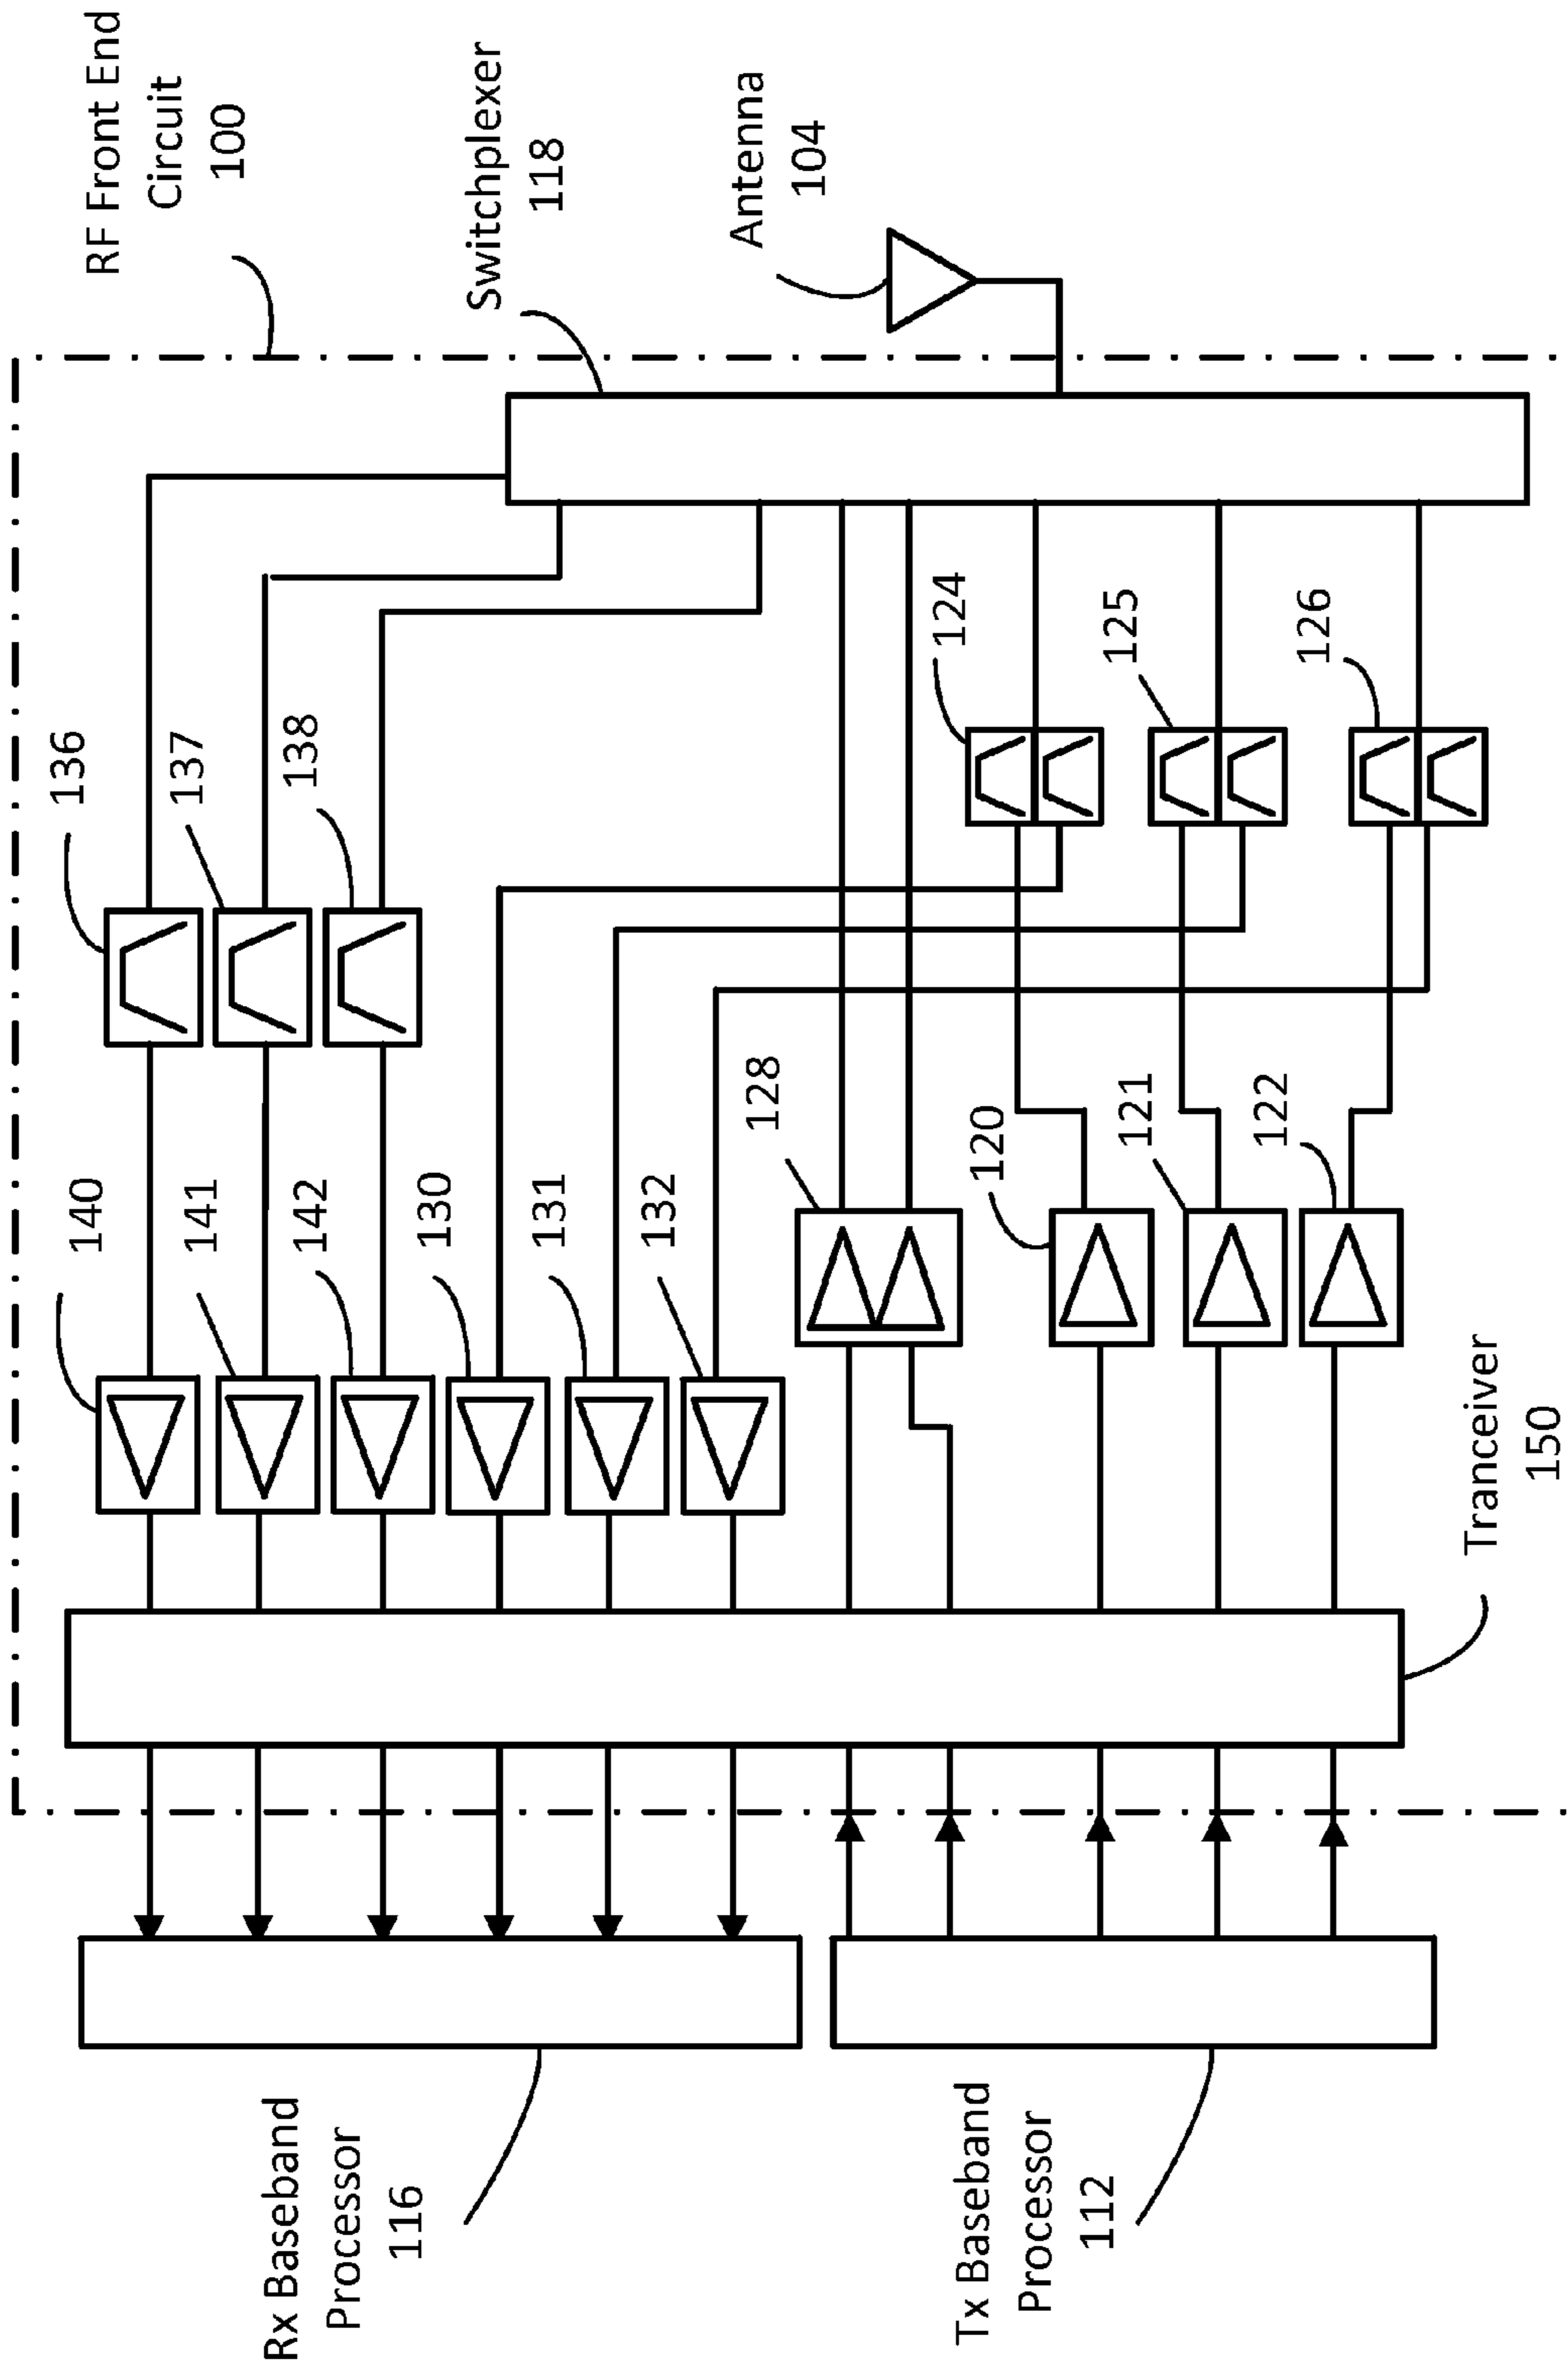 RF Front End
Circuit
100
Switchplexer
118
Antenna
104
136
137
138
124
125
126
140
141
142
130
131
132
128
120
121
122
Tranceiver
150
Rx Baseband
Processor
116
Tx Baseband
Processor
112